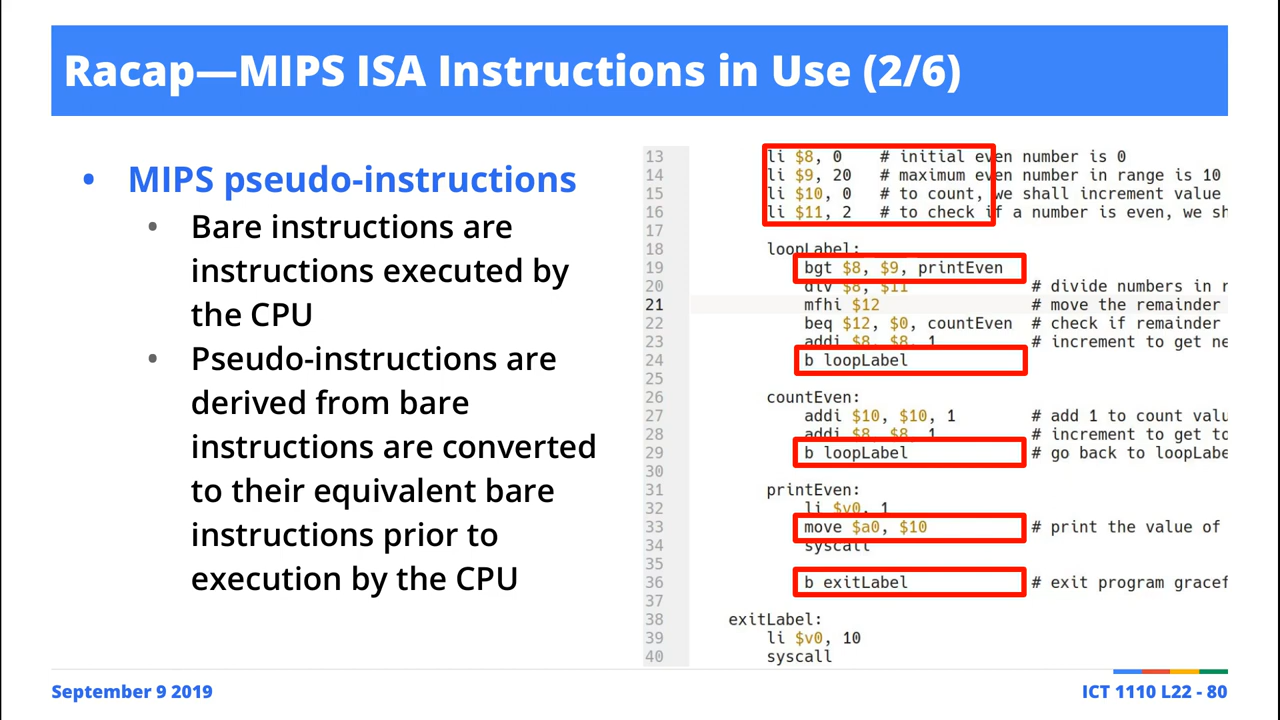 Racap—MIPS ISA Instructions in Use (2/6)
• MIPS pseudo-instructions
• Bare instructions are
instructions executed by
the CPU
• Pseudo-instructions are
derived from bare
instructions are converted
to their equivalent bare
instructions prior to
execution by the CPU
13 li $8, 0 # initial even number is 0
14 li $9, 20 # maximum even number in range is 10
15 li $10, 0 # to count, we shall increment value
16 li $11, 2 # to check if a number is even, we sh
17
18 loopLabel:
19 bgt $8, $9, printEven
20 div $8, $11 # divide numbers in r
21 mfhi $12 # move the remainder
22 beq $12, $0, countEven # check if remainder
23 addi $8, $8, 1 # increment to get ne
24 b loopLabel
25
26 countEven:
27 addi $10, $10, 1 # add 1 to count valu
28 addi $8, $8, 1 # increment to get to
29 b loopLabel # go back to loopLabe
30
31 printEven:
32 li $v0, 1
33 move $a0, $10 # print the value of
34 syscall
35
36 b exitLabel # exit program gracef
37
38 exitLabel:
39 li $v0, 10
40 syscall
September 9 2019
ICT 1110 L22 - 80